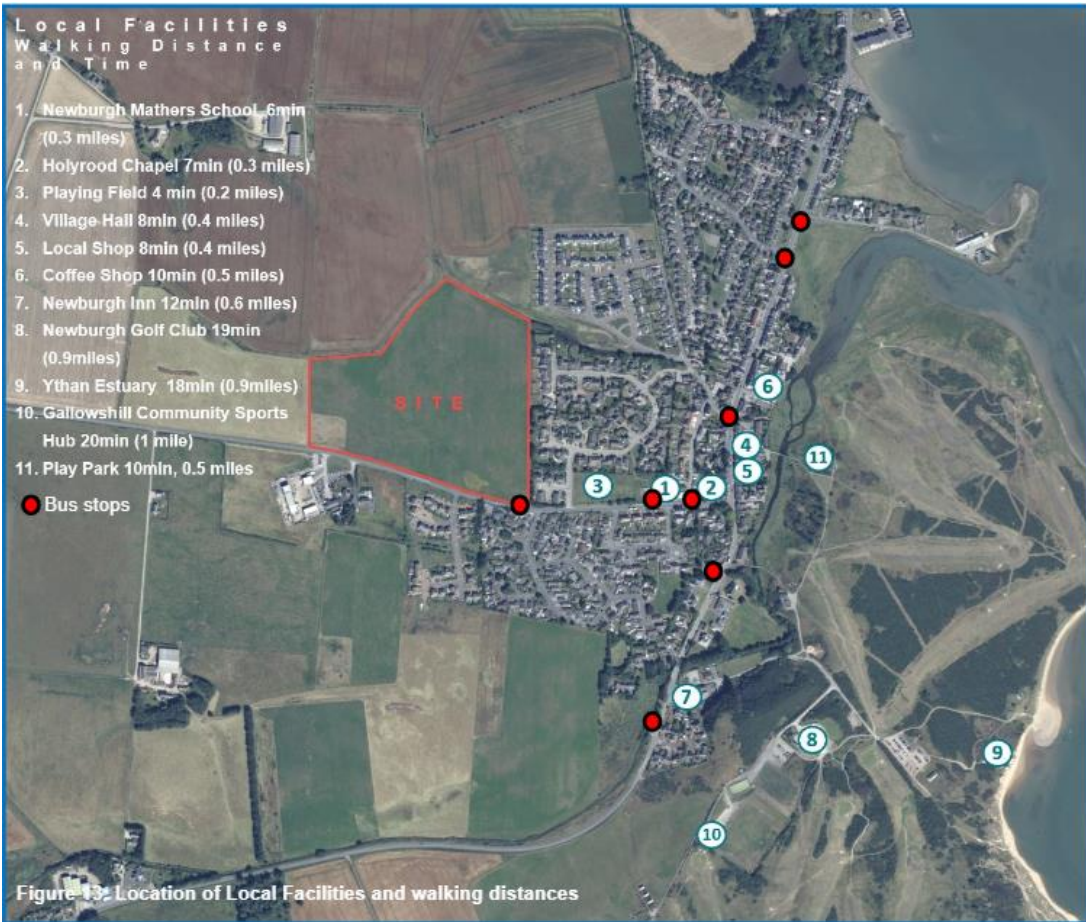 Local Facilities
Walking Distance
and Time
1. Newburgh Mathers School 6min
(0.3 miles)
2. Holyrood Chapel 7min (0.3 miles)
3. Playing Field 4 min (0.2 miles)
4. Village Hall 8min (0.4 miles)
5. Local Shop 8min (0.4 miles)
6. Coffee Shop 10min (0.5 miles)
7. Newburgh Inn 12min (0.6 miles)
8. Newburgh Golf Club 19min
(0.9miles)
9. Ythan Estuary 18min (0.9miles)
10. Gallowshill Community Sports
Hub 20min (1 mile)
11. Play Park 10min, 0.5 miles
Bus stops
SITE
6
4
11
5
3
1
2
7
8
9
10
Figure 13: Location of Local Facilities and walking distances